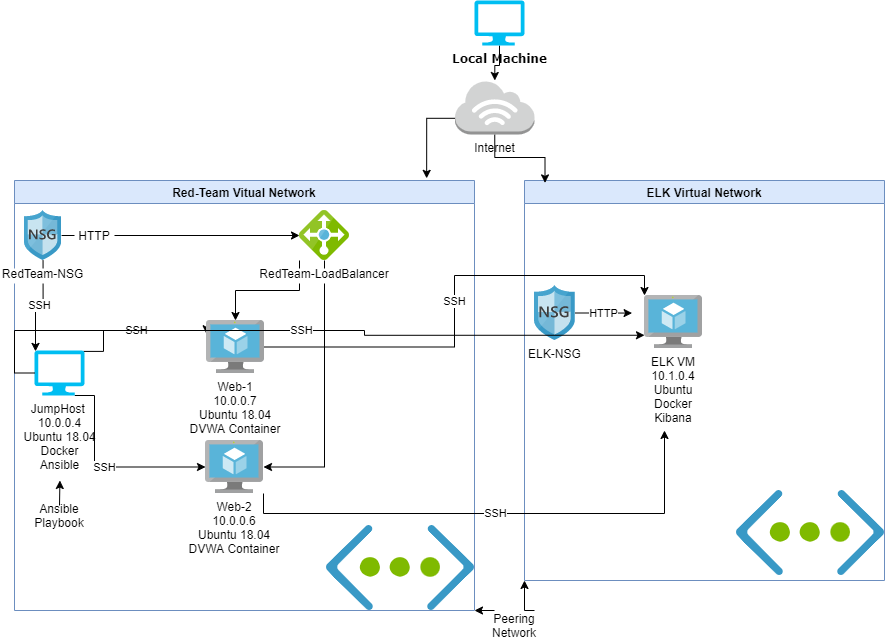 Local Machine
Internet
Red-Team Vitual Network
ELK Virtual Network
NSG
HTTP
RedTeam-NSG
RedTeam-LoadBalancer
SSH
SSH
SSH
SSH
NSG
HTTP
ELK-NSG
ELK VM
10.1.0.4
Ubuntu
Docker
Kibana
Web-1
10.0.0.7
Ubuntu 18.04
DVWA Container
JumpHost
10.0.0.4
Ubuntu 18.04
Docker
Ansible
SSH
Ansible
Playbook
Web-2
10.0.0.6
Ubuntu 18.04
DVWA Container
SSH
Peering
Network